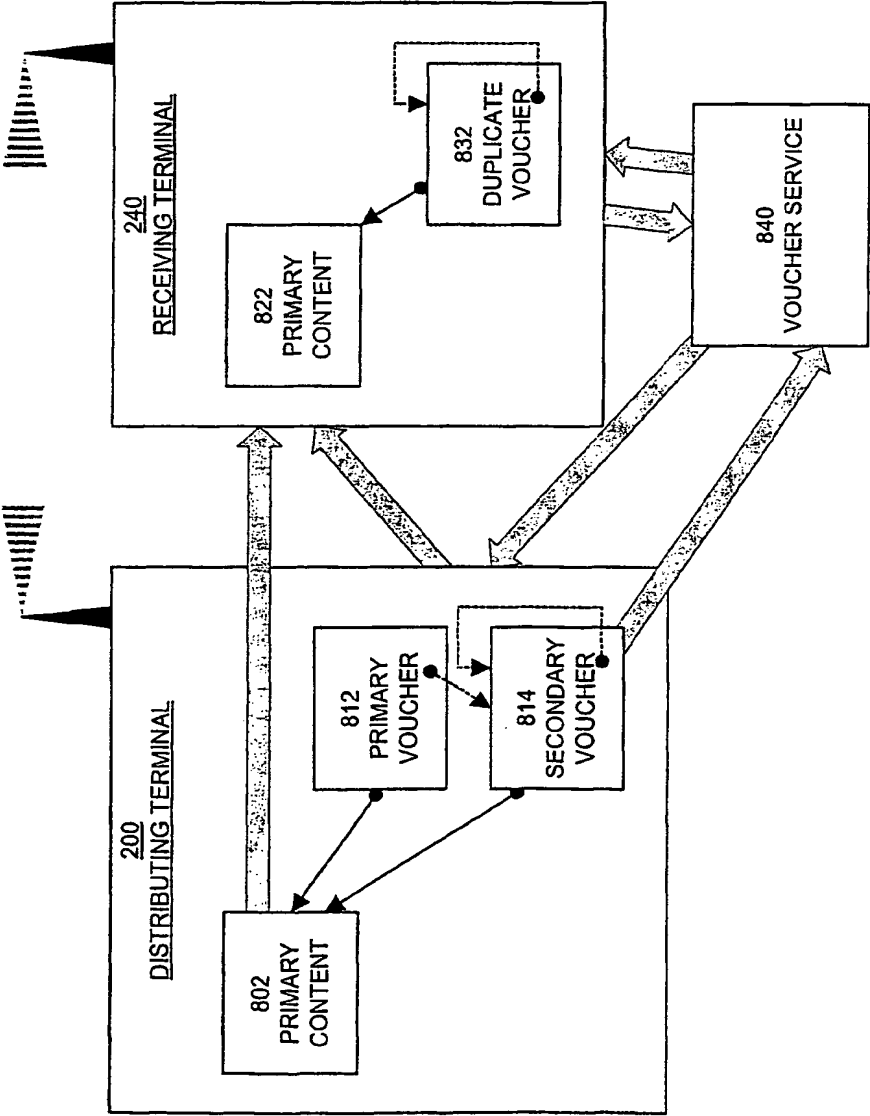 200
DISTRIBUTING TERMINAL
802
PRIMARY
CONTENT
812
PRIMARY
VOUCHER
814
SECONDARY
VOUCHER
240
RECEIVING TERMINAL
822
PRIMARY
CONTENT
832
DUPLICATE
VOUCHER
840
VOUCHER SERVICE